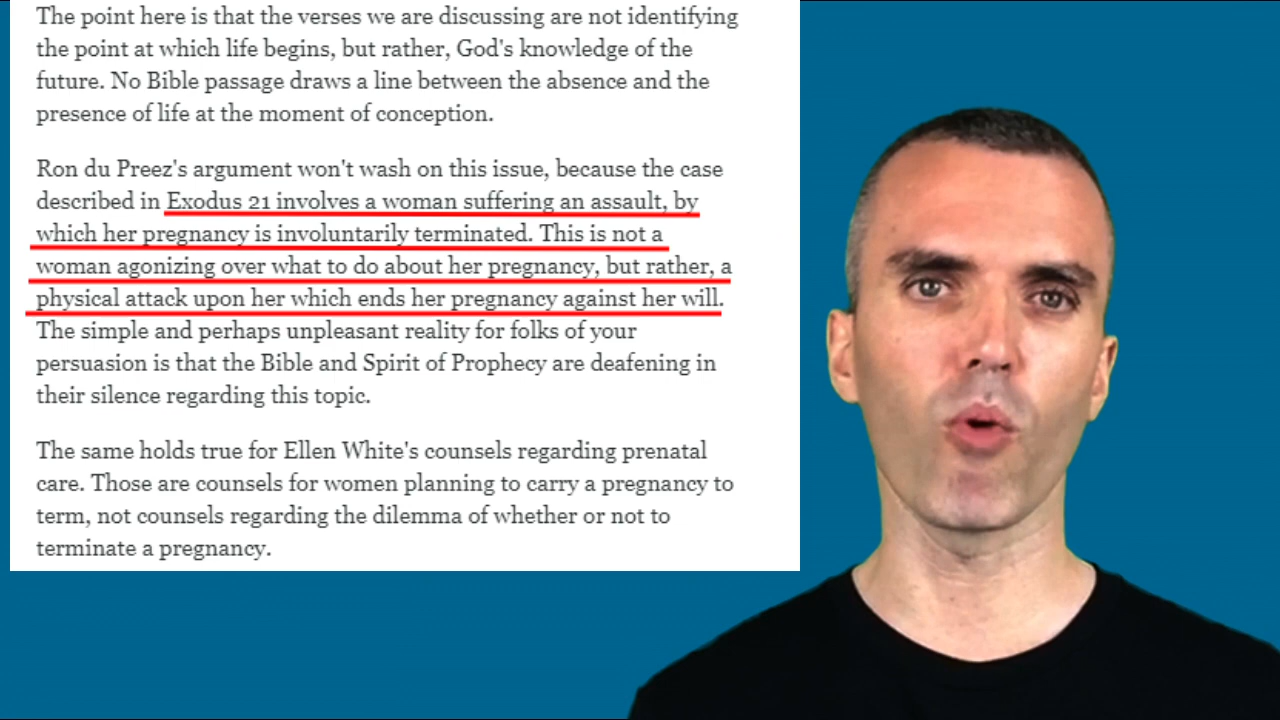 The point here is that the verses we are discussing are not identifying
the point at which life begins, but rather, God's knowledge of the
future. No Bible passage draws a line between the absence and the
presence of life at the moment of conception.
Ron du Preez's argument won't wash on this issue, because the case
described in Exodus 21 involves a woman suffering an assault, by
which her pregnancy is involuntarily terminated. This is not a
woman agonizing over what to do about her pregnancy, but rather, a
physical attack upon her which ends her pregnancy against her will.
The simple and perhaps unpleasant reality for folks of your
persuasion is that the Bible and Spirit of Prophecy are deafening in
their silence regarding this topic.
The same holds true for Ellen White's counsels regarding prenatal
care. Those are counsels for women planning to carry a pregnancy to
term, not counsels regarding the dilemma of whether or not to
terminate a pregnancy.